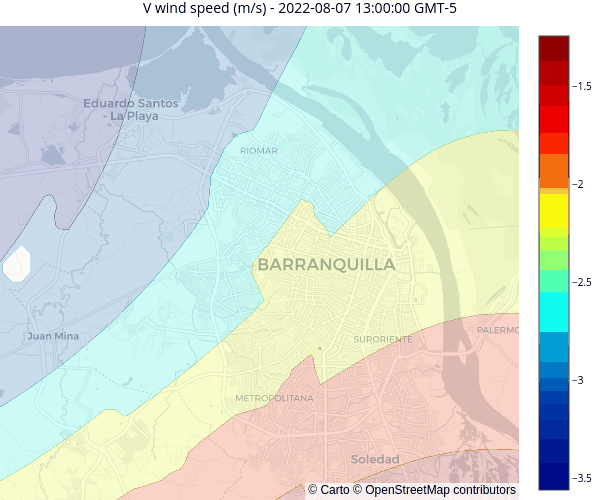 V wind speed (m/s) - 2022-08-07 13:00:00 GMT-5
Eduardo Santos
- La Playa
RIOMAR
BARRANQUILLA
Juan Mina
SURORIENTE
PALERMO
METROPOLITANA
Soledad
© Carto © OpenStreetMap contributors
−1.5
−2
−2.5
−3
−3.5